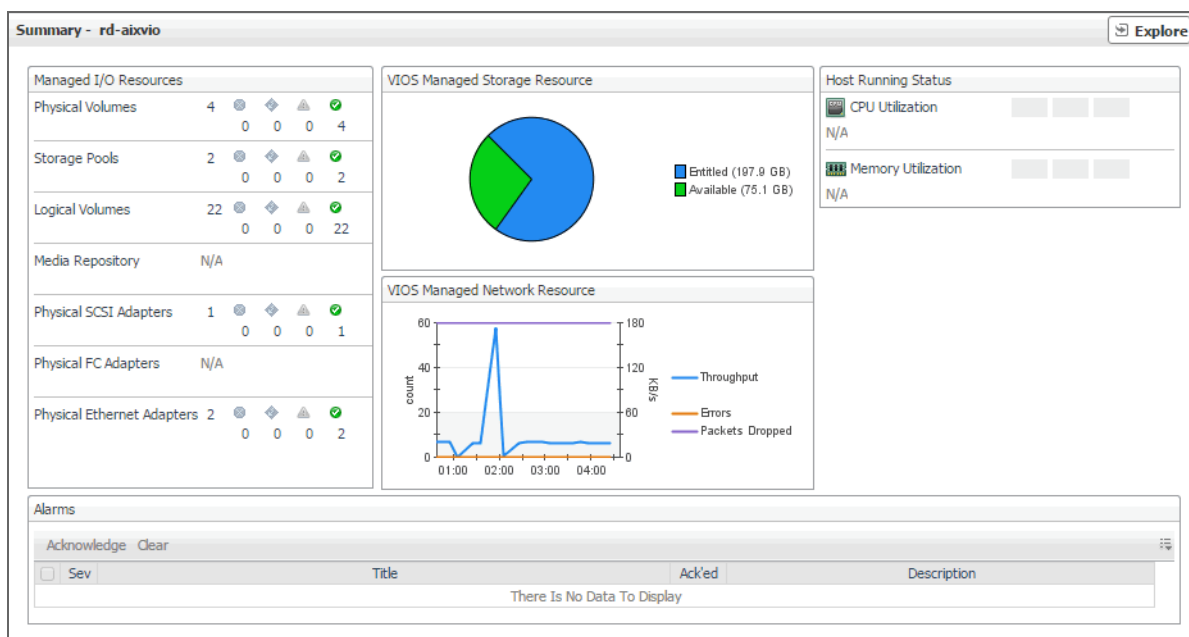 Summary - rd-aixvio
Explore
Managed I/O Resources
Physical Volumes 4
0 0 0 4
Storage Pools 2
0 0 0 2
Logical Volumes 22
0 0 0 22
Media Repository N/A
Physical SCSI Adapters 1
0 0 0 1
Physical FC Adapters N/A
Physical Ethernet Adapters 2
0 0 0 2
VIOS Managed Storage Resource
Entitled (197.9 GB)
Available (75.1 GB)
VIOS Managed Network Resource
60 180
40 120
20 60
0 0
count
KB/s
01:00 02:00 03:00 04:00
Throughput
Errors
Packets Dropped
Host Running Status
CPU
CPU Utilization
N/A
Memory Utilization
N/A
Alarms
Acknowledge Clear
Sev Title Ack'ed Description
There Is No Data To Display